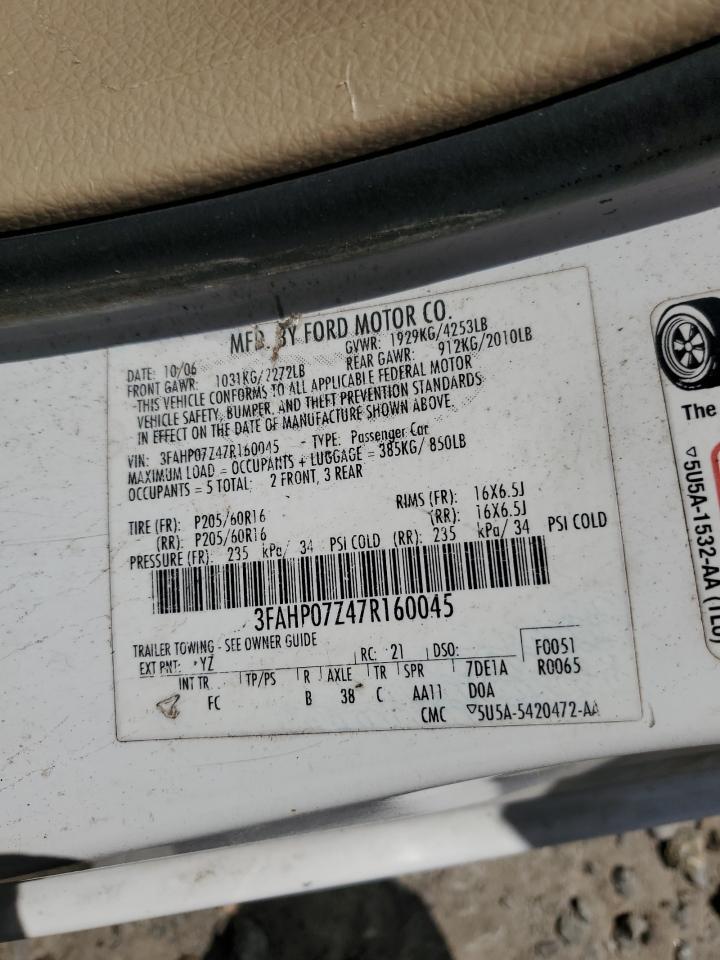 MFD. BY FORD MOTOR CO.
DATE: 10/06 GVWR: 1929KG/4253LB
FRONT GAWR: 1031KG/2272LB REAR GAWR: 912KG/2010LB
THIS VEHICLE CONFORMS TO ALL APPLICABLE FEDERAL MOTOR
VEHICLE SAFETY, BUMPER, AND THEFT PREVENTION STANDARDS
IN EFFECT ON THE DATE OF MANUFACTURE SHOWN ABOVE.
VIN: 3FAHP07Z47R160045 - TYPE: Passenger Car
MAXIMUM LOAD = OCCUPANTS + LUGGAGE = 385KG/ 850LB
OCCUPANTS = 5 TOTAL: 2 FRONT, 3 REAR
TIRE (FR): P205/60R16 RIMS (FR): 16X6.5J
(RR): P205/60R16 (RR): 16X6.5J
PRESSURE (FR): 235 kPa/ 34 PSI COLD (RR): 235 kPa/ 34 PSI COLD
3FAHP07Z47R160045
TRAILER TOWING - SEE OWNER GUIDE
EXT PNT: YZ RC: 21 DSO: F0051
INT TR TP/PS R AXLE TR SPR 7DE1A R0065
FC B 38 C AA11 D0A
CMC ▽5U5A-5420472-AA
The
▽5U5A-1532-AA